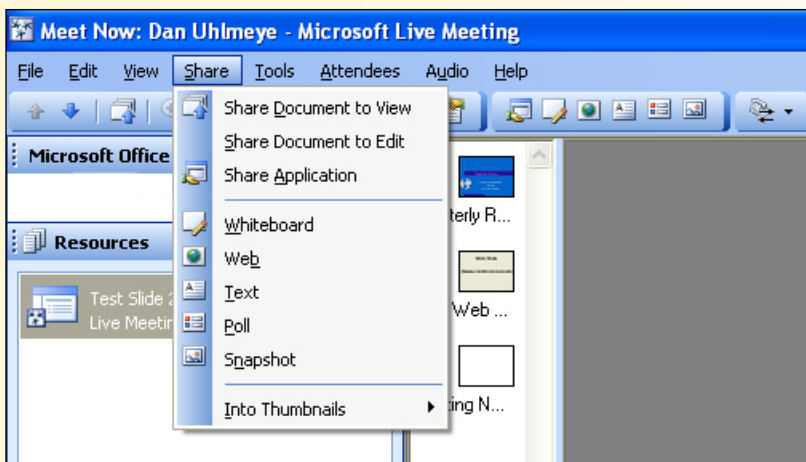 Meet Now: Dan Uhlmeye - Microsoft Live Meeting
File Edit View Share Tools Attendees Audio Help
Share Document to View
Share Document to Edit
Microsoft Office
Share Application
Whiteboard
terly R...
Resources
Web
Text
Test Slide
Web ...
Live Meetin
Poll
Snapshot
Into Thumbnails
ting N...